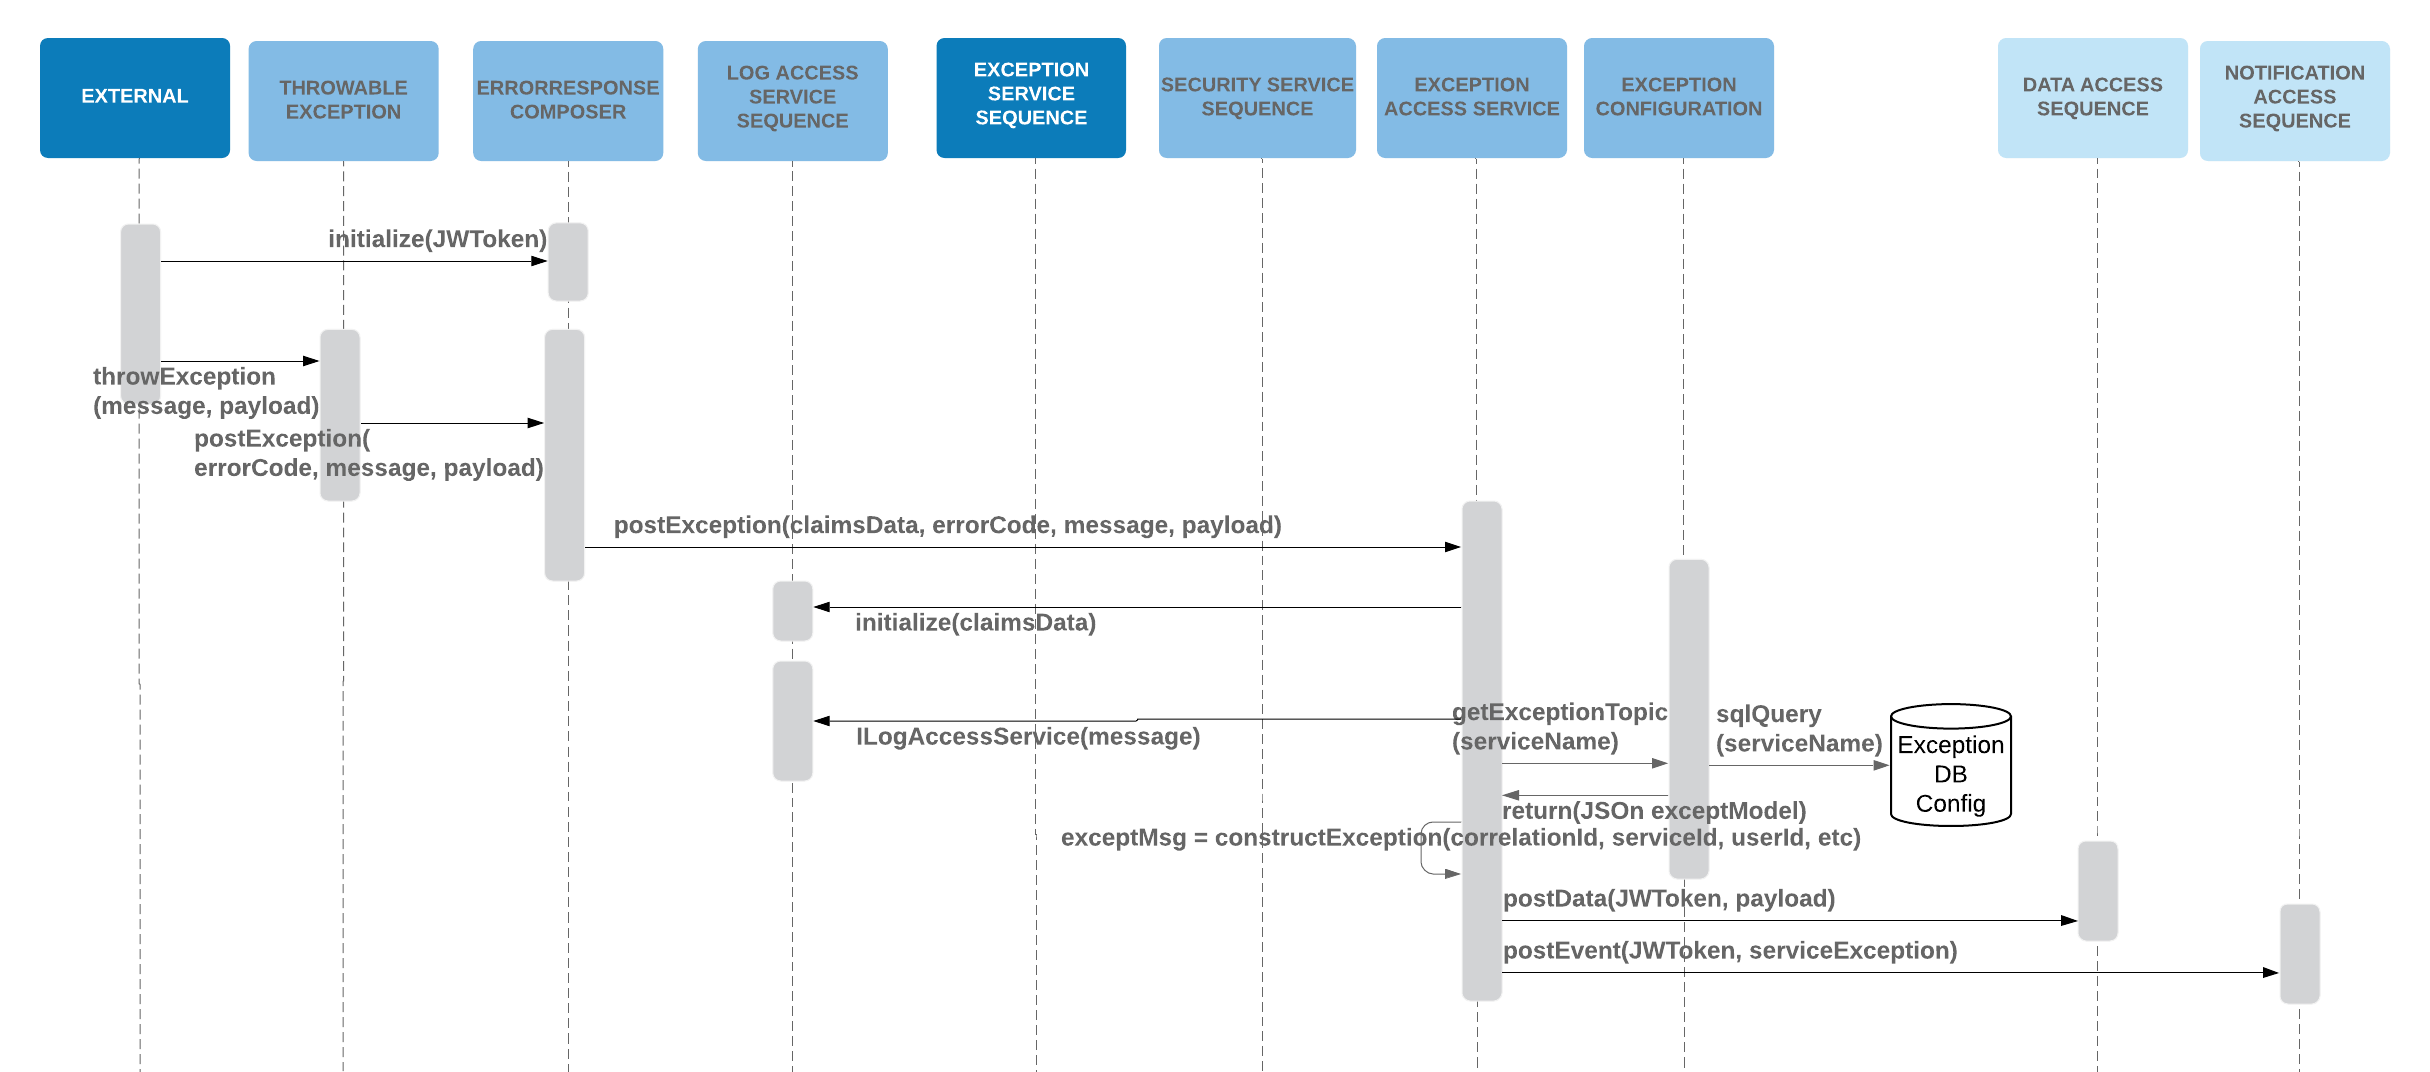 EXTERNAL
THROWABLE
EXCEPTION
ERRORRESPONSE
COMPOSER
LOG ACCESS
SERVICE
SEQUENCE
EXCEPTION
SERVICE
SEQUENCE
SECURITY SERVICE
SEQUENCE
EXCEPTION
ACCESS SERVICE
EXCEPTION
CONFIGURATION
DATA ACCESS
SEQUENCE
NOTIFICATION
ACCESS
SEQUENCE
initialize(JWToken)
throwException
(message, payload)
postException(
errorCode, message, payload)
postException(claimsData, errorCode, message, payload)
initialize(claimsData)
ILogAccessService(message)
getExceptionTopic
(serviceName)
sqlQuery
(serviceName)
Exception
DB
Config
return(JSOn exceptModel)
exceptMsg = constructException(correlationId, serviceId, userId, etc)
postData(JWToken, payload)
postEvent(JWToken, serviceException)